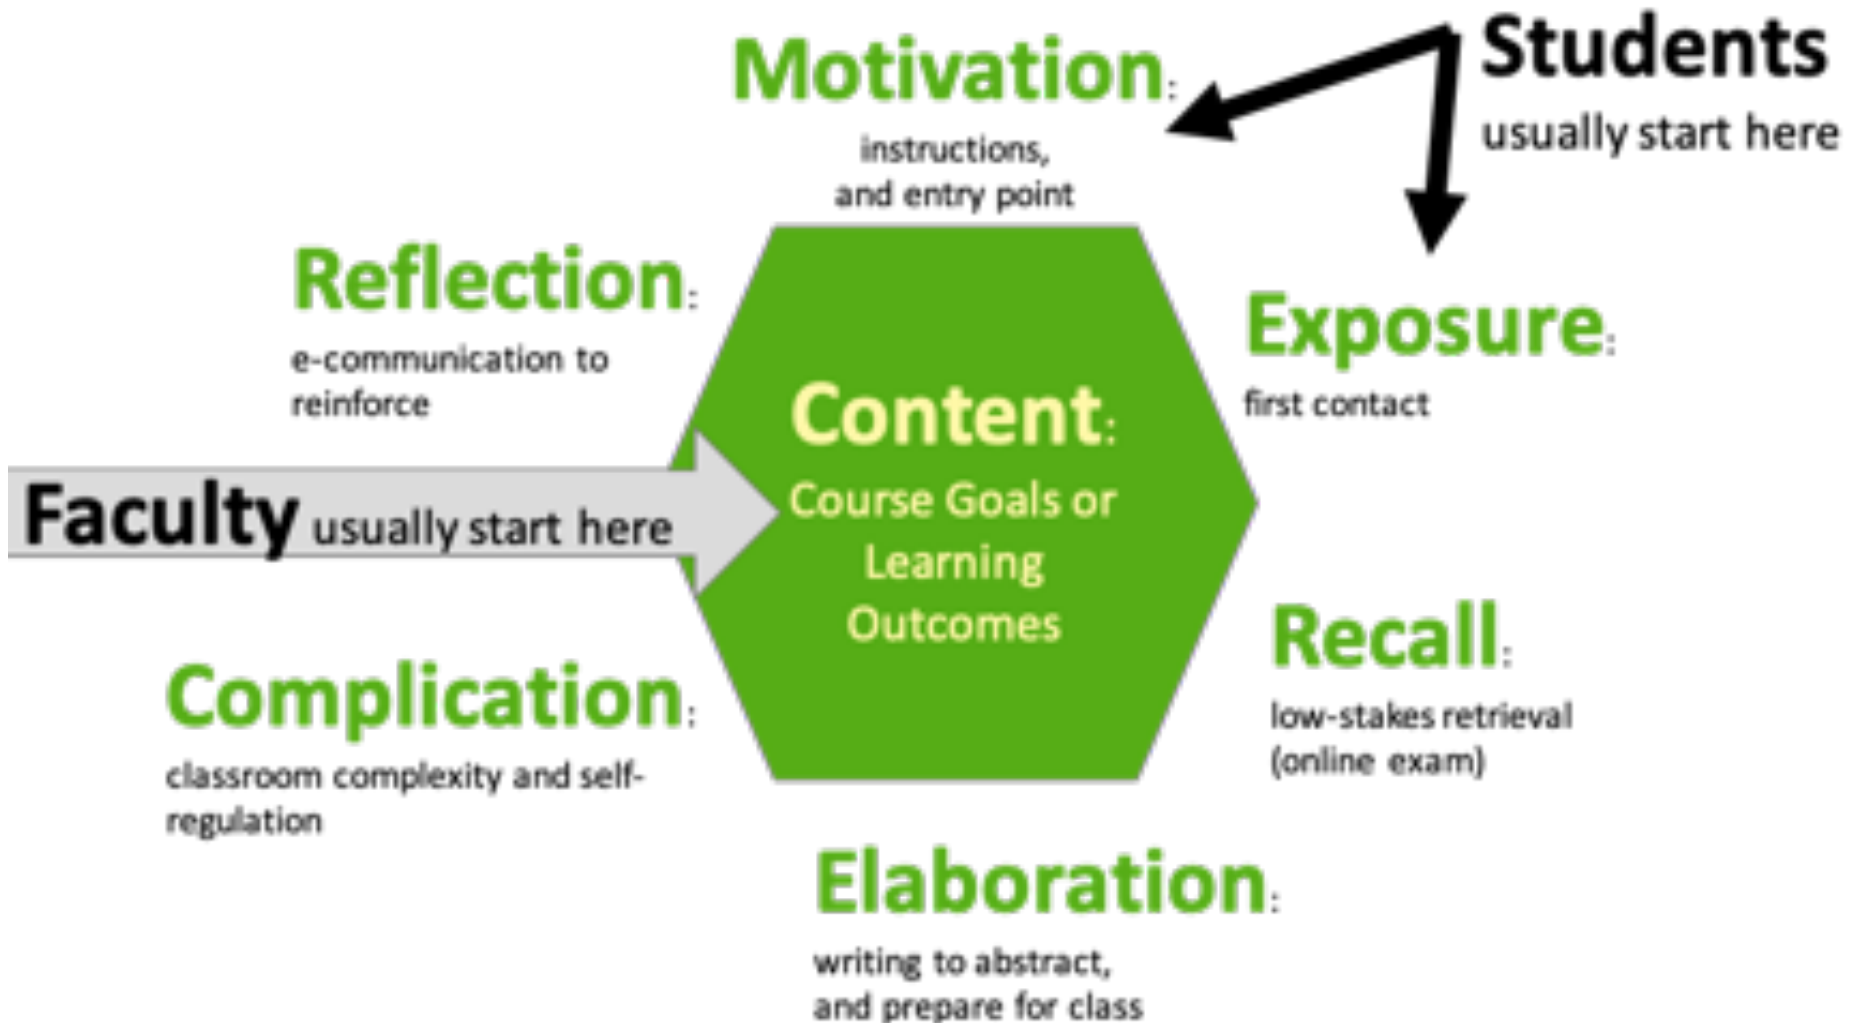 Motivation:
instructions,
and entry point
Students
usually start here
Exposure:
first contact
Recall:
low-stakes retrieval
(online exam)
Elaboration:
writing to abstract,
and prepare for class
Complication:
classroom complexity and self-
regulation
Reflection:
e-communication to
reinforce
Faculty usually start here
Content:
Course Goals or
Learning
Outcomes